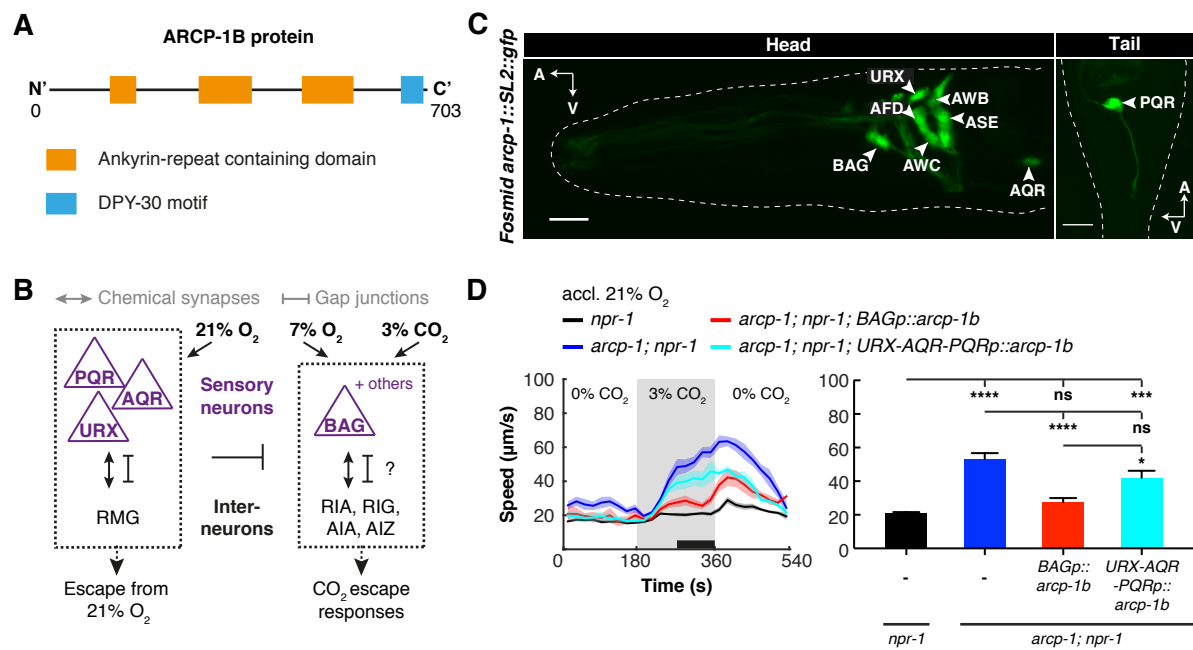 A
ARCP-1B protein
N'
C'
0
703
Ankyrin-repeat containing domain
DPY-30 motif
B
Chemical synapses
Gap junctions
21% O2
7% O2
3% CO2
PQR
AQR
URX
Sensory
neurons
+ others
BAG
?
RMG
Inter-
neurons
RIA, RIG,
AIA, AIZ
Escape from
21% O2
CO2 escape
responses
C
Fosmid arcp-1::SL2::gfp
Head
Tail
A
V
URX
AFD
AWB
ASE
BAG
AWC
AQR
PQR
A
V
D
accl. 21% O2
npr-1
arcp-1; npr-1; BAGp::arcp-1b
arcp-1; npr-1
arcp-1; npr-1; URX-AQR-PQRp::arcp-1b
Speed (µm/s)
100
80
60
40
20
0% CO2
3% CO2
0% CO2
0
180
360
540
Time (s)
100
80
60
40
20
0
****
ns
***
****
ns
*
-
-
BAGp::
arcp-1b
URX-AQR
-PQRp::
arcp-1b
npr-1
arcp-1; npr-1